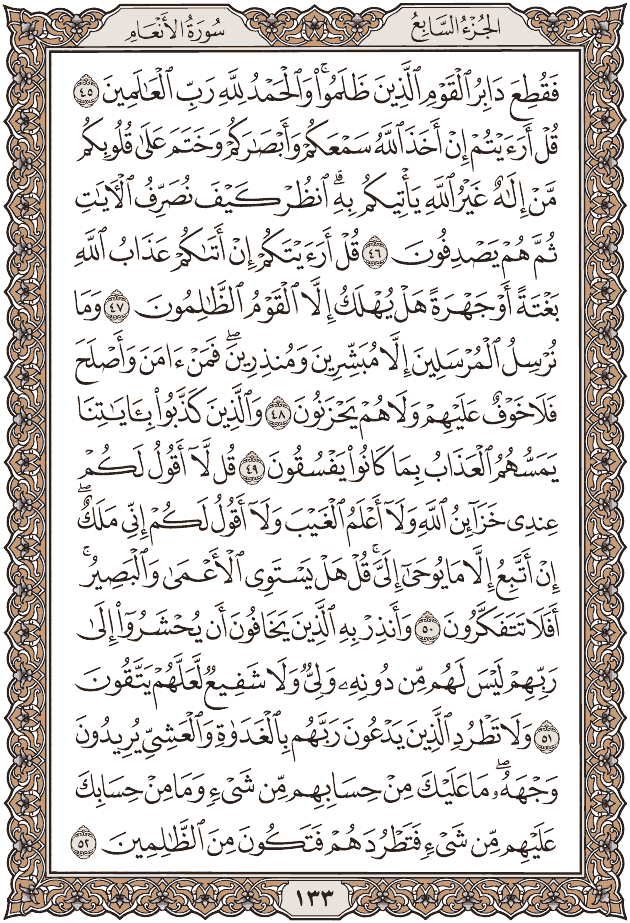 الجُزْءُ السَّابِعُ
سُورَةُ الأَنْعَامِ
فَقُطِعَ دَابِرُ ٱلْقَوْمِ ٱلَّذِينَ ظَلَمُوا۟ۚ وَٱلْحَمْدُ لِلَّهِ رَبِّ ٱلْعَٰلَمِينَ ٤٥
قُلْ أَرَءَيْتُمْ إِنْ أَخَذَ ٱللَّهُ سَمْعَكُمْ وَأَبْصَٰرَكُمْ وَخَتَمَ عَلَىٰ قُلُوبِكُم
مَّنْ إِلَٰهٌ غَيْرُ ٱللَّهِ يَأْتِيكُم بِهِۗ ٱنظُرْ كَيْفَ نُصَرِّفُ ٱلْءَايَٰتِ
ثُمَّ هُمْ يَصْدِفُونَ ٤٦ قُلْ أَرَءَيْتَكُمْ إِنْ أَتَىٰكُمْ عَذَابُ ٱللَّهِ
بَغْتَةً أَوْ جَهْرَةً هَلْ يُهْلَكُ إِلَّا ٱلْقَوْمُ ٱلظَّٰلِمُونَ ٤٧ وَمَا
نُرْسِلُ ٱلْمُرْسَلِينَ إِلَّا مُبَشِّرِينَ وَمُنذِرِينَۖ فَمَنْ ءَامَنَ وَأَصْلَحَ
فَلَا خَوْفٌ عَلَيْهِمْ وَلَا هُمْ يَحْزَنُونَ ٤٨ وَٱلَّذِينَ كَذَّبُوا۟ بِـَٔايَٰتِنَا
يَمَسُّهُمُ ٱلْعَذَابُ بِمَا كَانُوا۟ يَفْسُقُونَ ٤٩ قُل لَّآ أَقُولُ لَكُمْ
عِندِى خَزَآئِنُ ٱللَّهِ وَلَآ أَعْلَمُ ٱلْغَيْبَ وَلَآ أَقُولُ لَكُمْ إِنِّى مَلَكٌۖ
إِنْ أَتَّبِعُ إِلَّا مَا يُوحَىٰٓ إِلَىَّۚ قُلْ هَلْ يَسْتَوِى ٱلْأَعْمَىٰ وَٱلْبَصِيرُۚ
أَفَلَا تَتَفَكَّرُونَ ٥٠ وَأَنذِرْ بِهِ ٱلَّذِينَ يَخَافُونَ أَن يُحْشَرُوٓا۟ إِلَىٰ
رَبِّهِمْ لَيْسَ لَهُم مِّن دُونِهِۦ وَلِىٌّ وَلَا شَفِيعٌ لَّعَلَّهُمْ يَتَّقُونَ
٥١ وَلَا تَطْرُدِ ٱلَّذِينَ يَدْعُونَ رَبَّهُم بِٱلْغَدَوٰةِ وَٱلْعَشِىِّ يُرِيدُونَ
وَجْهَهُۥۖ مَا عَلَيْكَ مِنْ حِسَابِهِم مِّن شَىْءٍ وَمَا مِنْ حِسَابِكَ
عَلَيْهِم مِّن شَىْءٍ فَتَطْرُدَهُمْ فَتَكُونَ مِنَ ٱلظَّٰلِمِينَ ٥٢
١٣٣